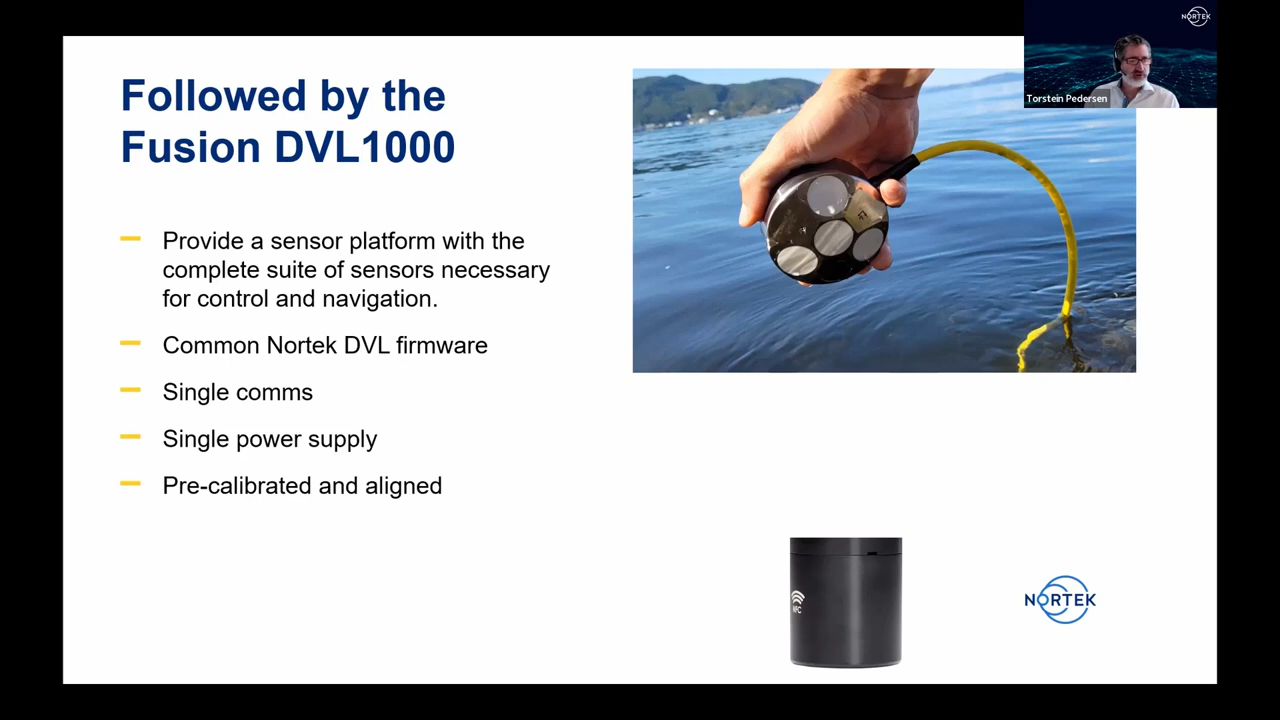 NORTEK
Torstein Pedersen
Followed by the
Fusion DVL1000
Provide a sensor platform with the
complete suite of sensors necessary
for control and navigation.
Common Nortek DVL firmware
Single comms
Single power supply
Pre-calibrated and aligned
NFC
NORTEK